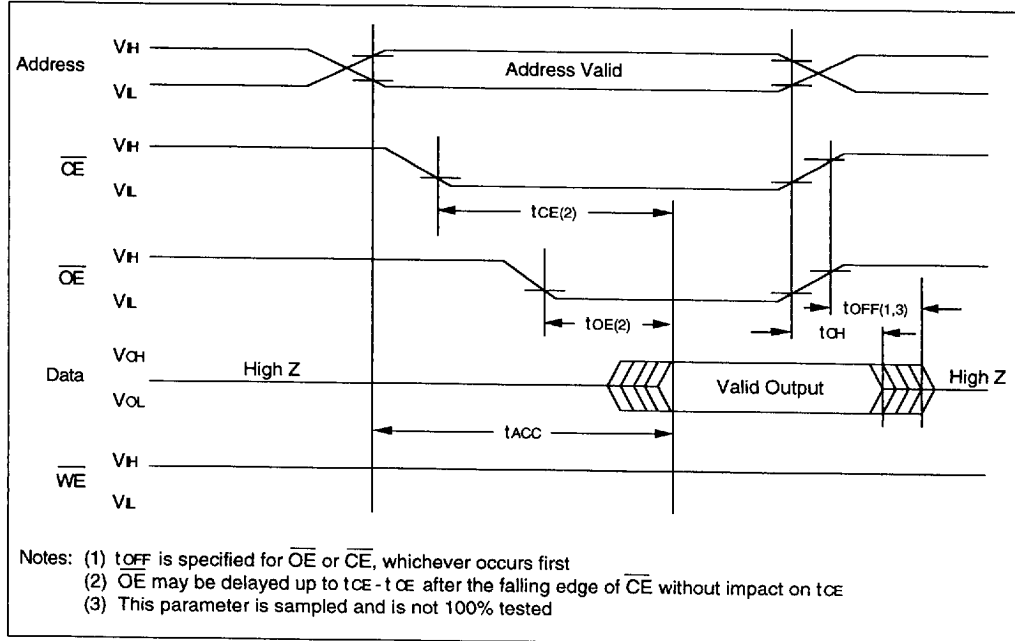 Address VIH
VIL
Address Valid
CE VIH
VIL
tCE(2)
OE VIH
VIL
tOE(2)
tOFF(1,3)
tOH
Data VOH
VOL
High Z
Valid Output
High Z
tACC
WE VIH
VIL
Notes: (1) tOFF is specified for OE or CE, whichever occurs first
(2) OE may be delayed up to tCE - tOE after the falling edge of CE without impact on tCE
(3) This parameter is sampled and is not 100% tested